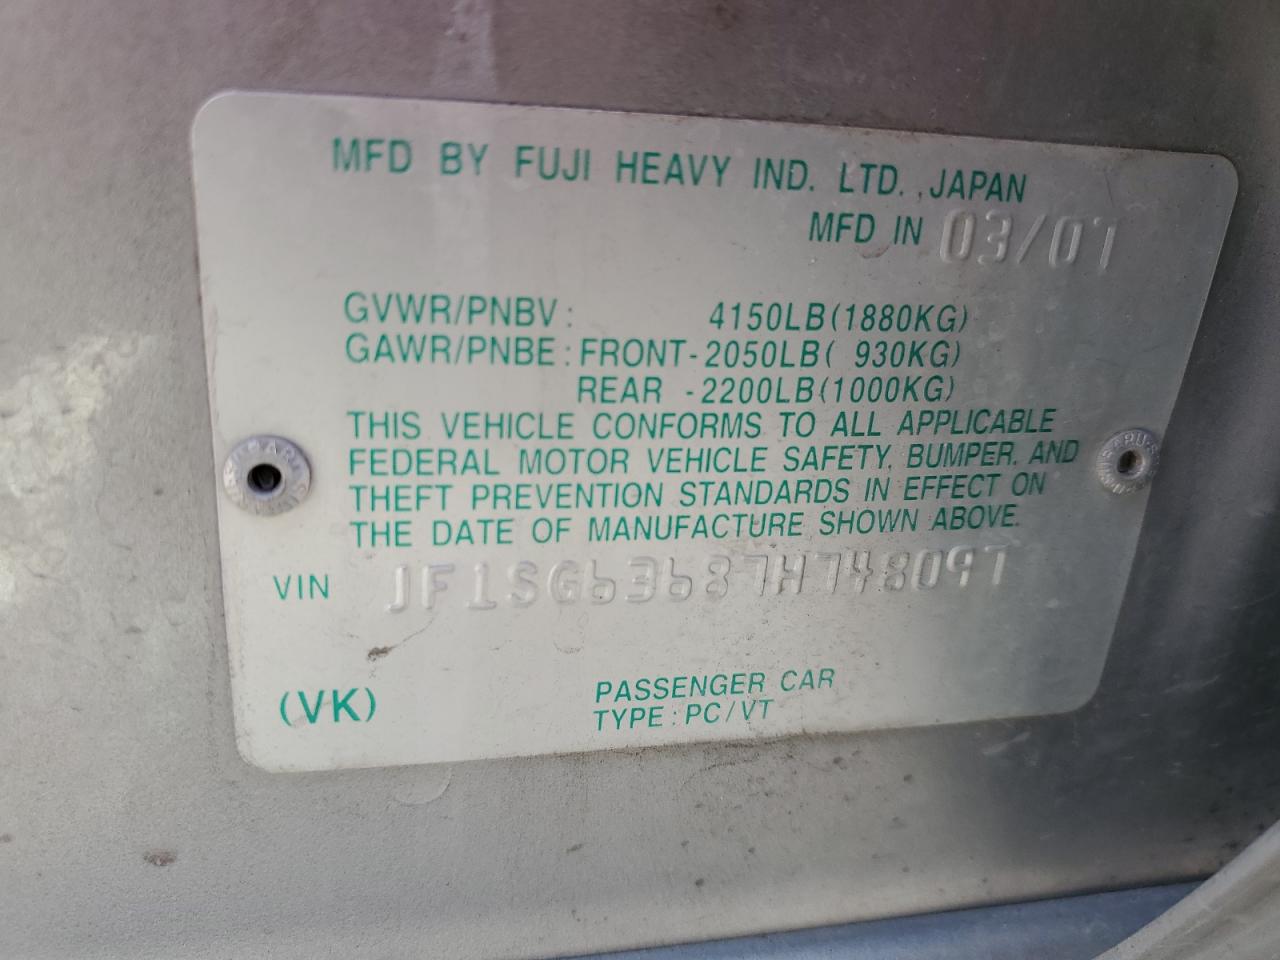 MFD BY FUJI HEAVY IND. LTD., JAPAN
MFD IN 03/07
GVWR/PNBV: 4150LB(1880KG)
GAWR/PNBE: FRONT-2050LB( 930KG)
REAR -2200LB(1000KG)
THIS VEHICLE CONFORMS TO ALL APPLICABLE
FEDERAL MOTOR VEHICLE SAFETY, BUMPER, AND
THEFT PREVENTION STANDARDS IN EFFECT ON
THE DATE OF MANUFACTURE SHOWN ABOVE.
VIN JF1SG63687H748097
(VK)
PASSENGER CAR
TYPE: PC/VT